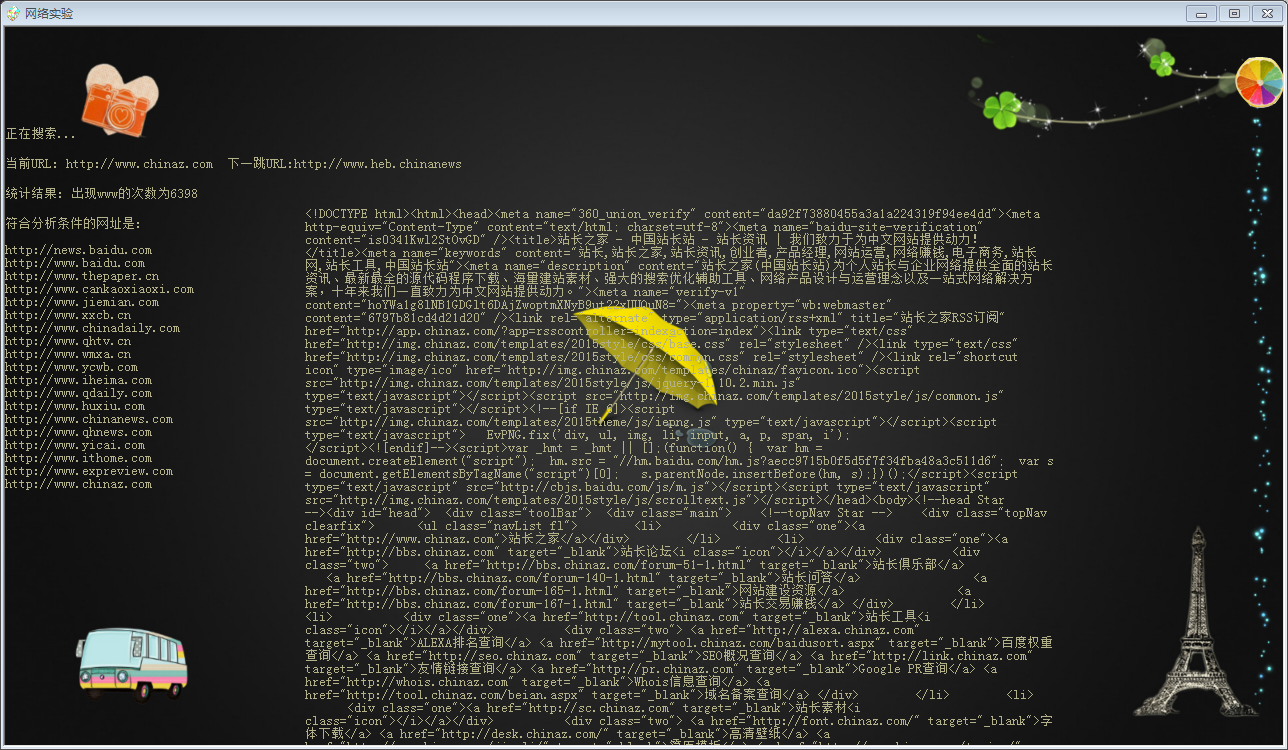 网络实验
正在搜索...
当前URL: http://www.chinaz.com  下一跳URL:http://www.heb.chinanews
统计结果: 出现www的次数为6398
符合分析条件的网址是:
http://news.baidu.com
http://www.baidu.com
http://www.thepaper.cn
http://www.cankaoxiaoxi.com
http://www.jiemian.com
http://www.xxcb.cn
http://www.chinadaily.com
http://www.qhtv.cn
http://www.wmxa.cn
http://www.ycwb.com
http://www.iheima.com
http://www.qdaily.com
http://www.huxiu.com
http://www.chinanews.com
http://www.qhnews.com
http://www.yicai.com
http://www.ithome.com
http://www.expreview.com
http://www.chinaz.com
<!DOCTYPE html><html><head><meta name="360_union_verify" content="da92f73880455a3a1a224319f94ee4dd"><meta
http-equiv="Content-Type" content="text/html; charset=utf-8"><meta name="baidu-site-verification"
content="is0341Kwl2StOvGD" /><title>站长之家 - 中国站长站 - 站长资讯 | 我们致力于为中文网站提供动力！
</title><meta name="keywords" content="站长,站长之家,站长资讯,创业者,产品经理,网站运营,网络赚钱,电子商务,站长
网,站长工具,中国站长站"><meta name="description" content="站长之家(中国站长站)为个人站长与企业网络提供全面的站长
资讯、最新最全的源代码程序下载、海量建站素材、强大的搜索优化辅助工具、网络产品设计与运营理念以及一站式网络解决方
案，十年来我们一直致力为中文网站提供动力。"><meta name="verify-v1"
content="hoYWa1g8lNB1GDGlt6DAjZwoptmXNyB9ut22xUUQuN8="><meta property="wb:webmaster"
content="6797b81cd4d21d20" /><link rel="alternate" type="application/rss+xml" title="站长之家RSS订阅"
href="http://app.chinaz.com/?app=rsscontroller=indexaction=index"><link type="text/css"
href="http://img.chinaz.com/templates/2015style/css/base.css" rel="stylesheet" /><link type="text/css"
href="http://img.chinaz.com/templates/2015style/css/common.css" rel="stylesheet" /><link rel="shortcut
icon" type="image/ico" href="http://img.chinaz.com/templates/chinaz/favicon.ico"><script
src="http://img.chinaz.com/templates/2015style/js/jquery-1.10.2.min.js"
type="text/javascript"></script><script src="http://img.chinaz.com/templates/2015style/js/common.js"
type="text/javascript"></script><!--[if IE 6]><script
src="http://img.chinaz.com/templates/2015theme/js/iepng.js" type="text/javascript"></script><script
type="text/javascript">   EvPNG.fix('div, ul, img, li, input, a, p, span, i');
</script><![endif]--><script>var _hmt = _hmt || [];(function() {  var hm =
document.createElement("script");  hm.src = "//hm.baidu.com/hm.js?aecc9715b0f5d5f7f34fba48a3c511d6";  var s
= document.getElementsByTagName("script")[0];   s.parentNode.insertBefore(hm, s);})();</script><script
type="text/javascript" src="http://cbjs.baidu.com/js/m.js"></script><script type="text/javascript"
src="http://img.chinaz.com/templates/2015style/js/scrolltext.js"></script></head><body><!--head Star
--><div id="head">  <div class="toolBar">  <div class="main">    <!--topNav Star -->    <div class="topNav
clearfix">      <ul class="navList fl">        <li>          <div class="one"><a
href="http://www.chinaz.com">站长之家</a></div>        </li>        <li>          <div class="one"><a
href="http://bbs.chinaz.com" target="_blank">站长论坛<i class="icon"></i></a></div>          <div
class="two">     <a href="http://bbs.chinaz.com/forum-51-1.html" target="_blank">站长俱乐部</a>
<a href="http://bbs.chinaz.com/forum-140-1.html" target="_blank">站长问答</a>                <a
href="http://bbs.chinaz.com/forum-165-1.html" target="_blank">网站建设资源</a>                <a
href="http://bbs.chinaz.com/forum-167-1.html" target="_blank">站长交易赚钱</a> </div>        </li>
<li>          <div class="one"><a href="http://tool.chinaz.com" target="_blank">站长工具<i
class="icon"></i></a></div>          <div class="two"> <a href="http://alexa.chinaz.com"
target="_blank">ALEXA排名查询</a> <a href="http://mytool.chinaz.com/baidusort.aspx" target="_blank">百度权重
查询</a> <a href="http://seo.chinaz.com" target="_blank">SEO概况查询</a> <a href="http://link.chinaz.com"
target="_blank">友情链接查询</a> <a href="http://pr.chinaz.com" target="_blank">Google PR查询</a> <a
href="http://whois.chinaz.com" target="_blank">Whois信息查询</a> <a
href="http://tool.chinaz.com/beian.aspx" target="_blank">域名备案查询</a> </div>        </li>        <li>
<div class="one"><a href="http://sc.chinaz.com" target="_blank">站长素材<i
class="icon"></i></a></div>          <div class="two"> <a href="http://font.chinaz.com/" target="_blank">字
体下载</a> <a href="http://desk.chinaz.com/" target="_blank">高清壁纸</a> <a